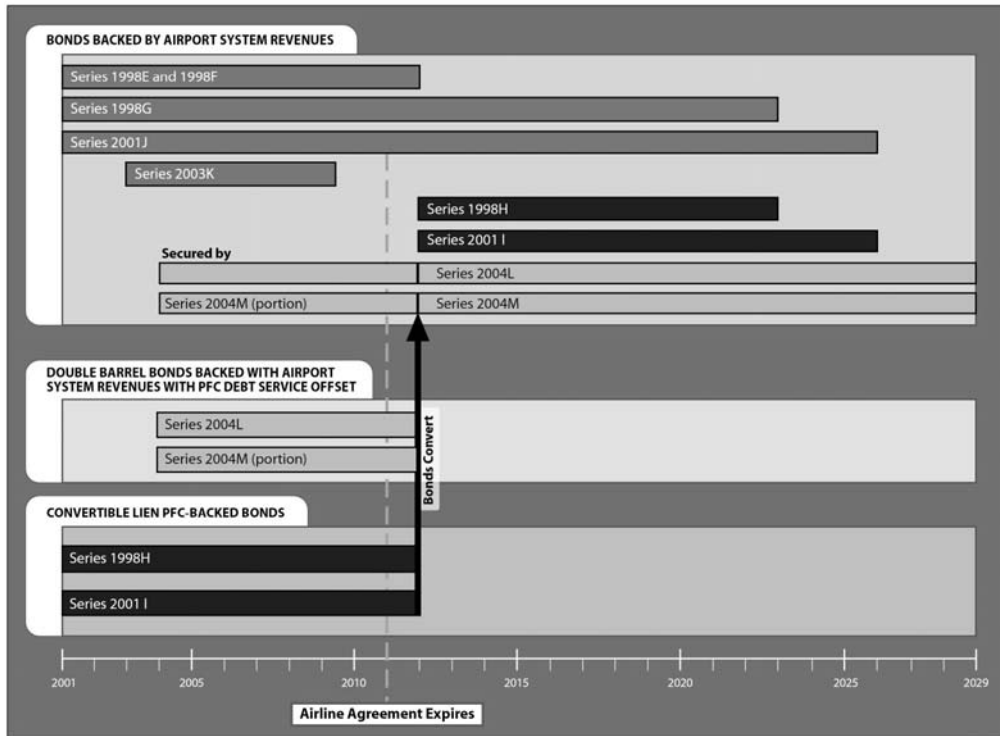 BONDS BACKED BY AIRPORT SYSTEM REVENUES
Series 1998E and 1998F
Series 1998G
Series 2001J
Series 2003K
Series 1998H
Series 2001 I
Secured by
Series 2004L
Series 2004M (portion)
Series 2004M
DOUBLE BARREL BONDS BACKED WITH AIRPORT
SYSTEM REVENUES WITH PFC DEBT SERVICE OFFSET
Series 2004L
Series 2004M (portion)
Bonds Convert
CONVERTIBLE LIEN PFC-BACKED BONDS
Series 1998H
Series 2001 I
2001 2005 2010 2015 2020 2025 2029
Airline Agreement Expires